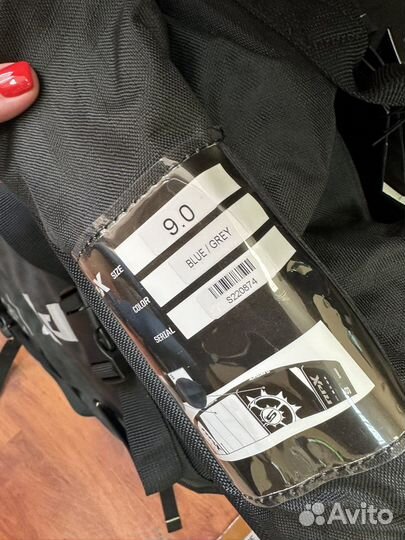 SIZE 9.0
COLOR BLUE / GREY
SERIAL S220874
Avito